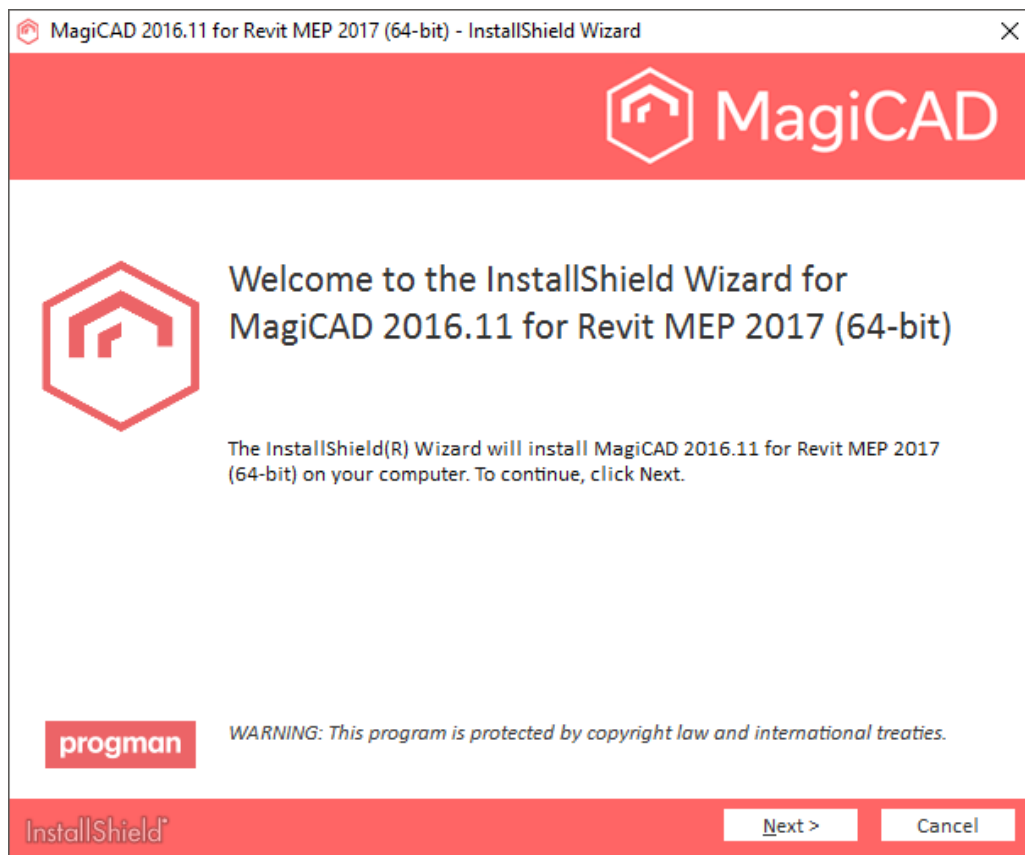 MagiCAD 2016.11 for Revit MEP 2017 (64-bit) - InstallShield Wizard
MagiCAD
Welcome to the InstallShield Wizard for
MagiCAD 2016.11 for Revit MEP 2017 (64-bit)
The InstallShield(R) Wizard will install MagiCAD 2016.11 for Revit MEP 2017
(64-bit) on your computer. To continue, click Next.
progman
WARNING: This program is protected by copyright law and international treaties.
InstallShield®
Next >
Cancel